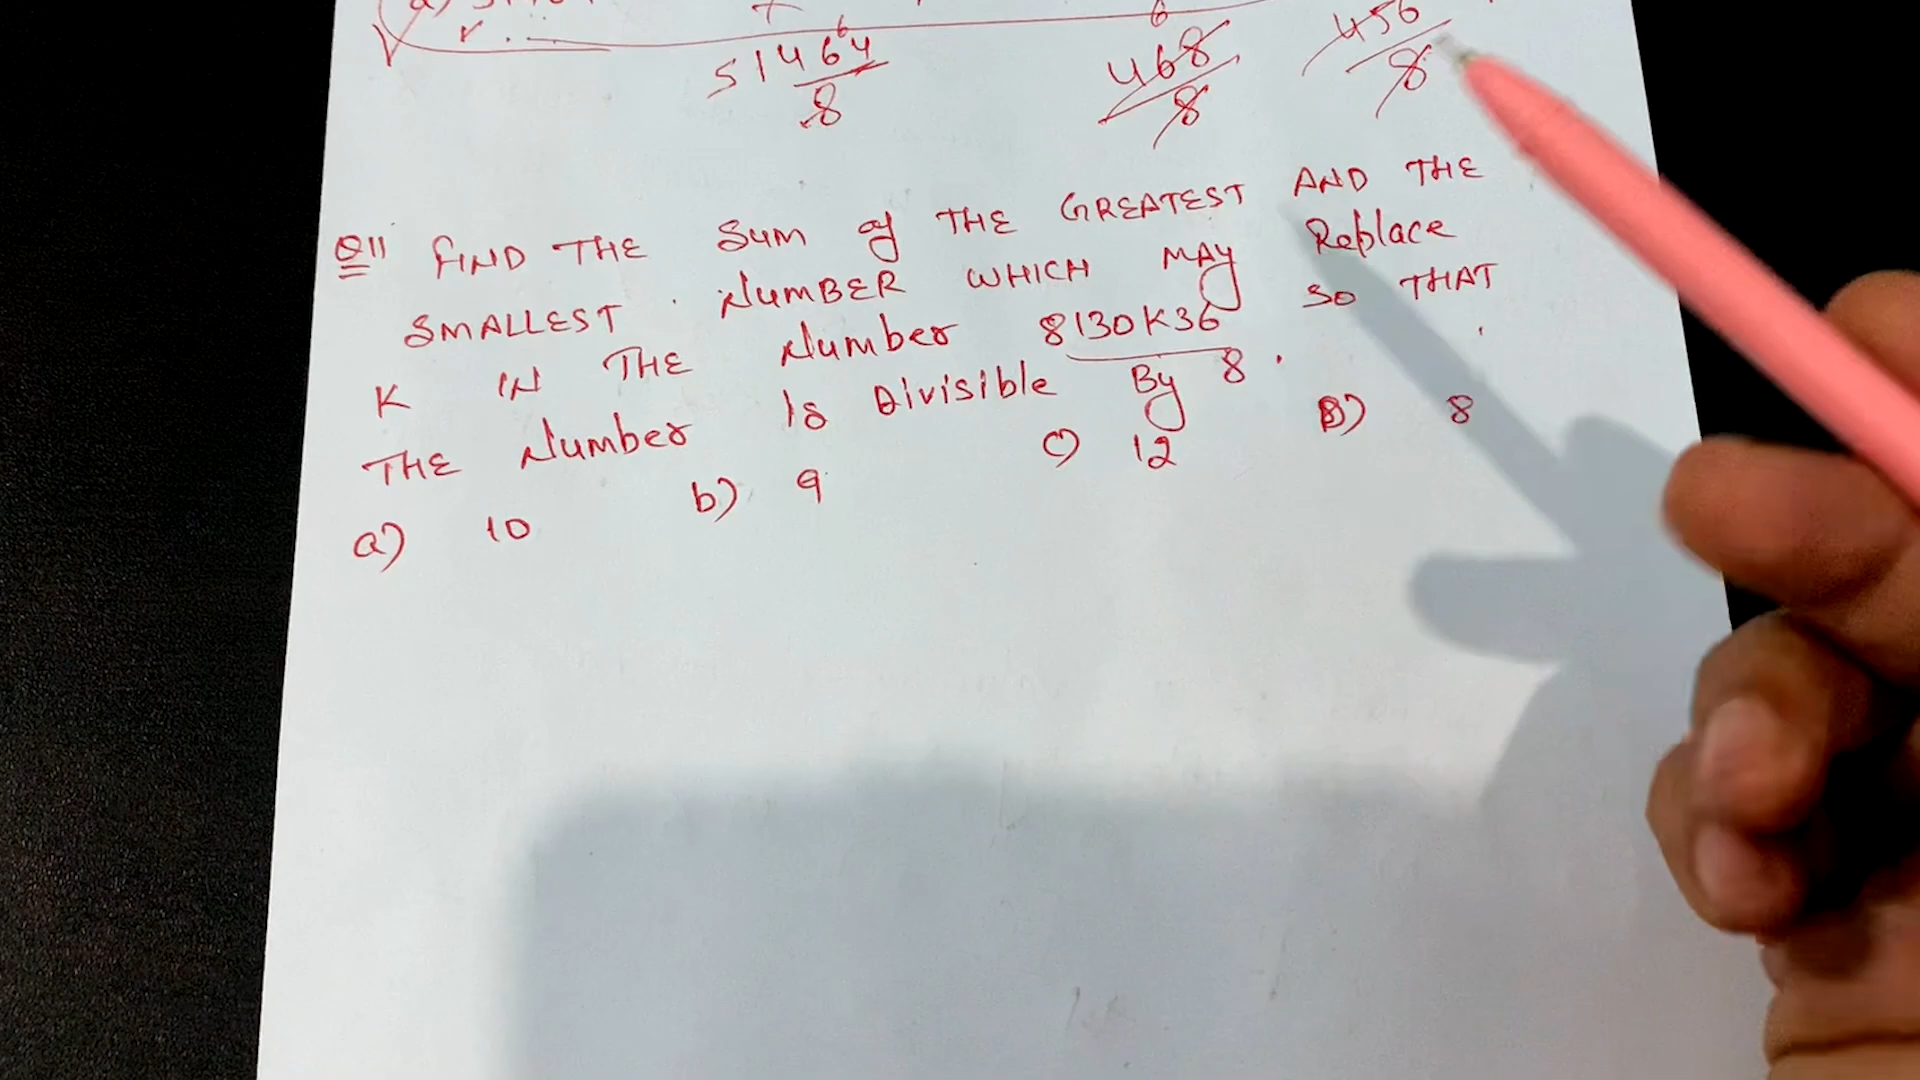 51464
8
468
8
456
8
Q11 FIND THE SUM of THE GREATEST AND THE
SMALLEST NUMBER WHICH MAY Replace
K IN THE Number 8130K36 SO THAT
THE Number Is Divisible By 8.
a) 10 b) 9 c) 12 D) 8